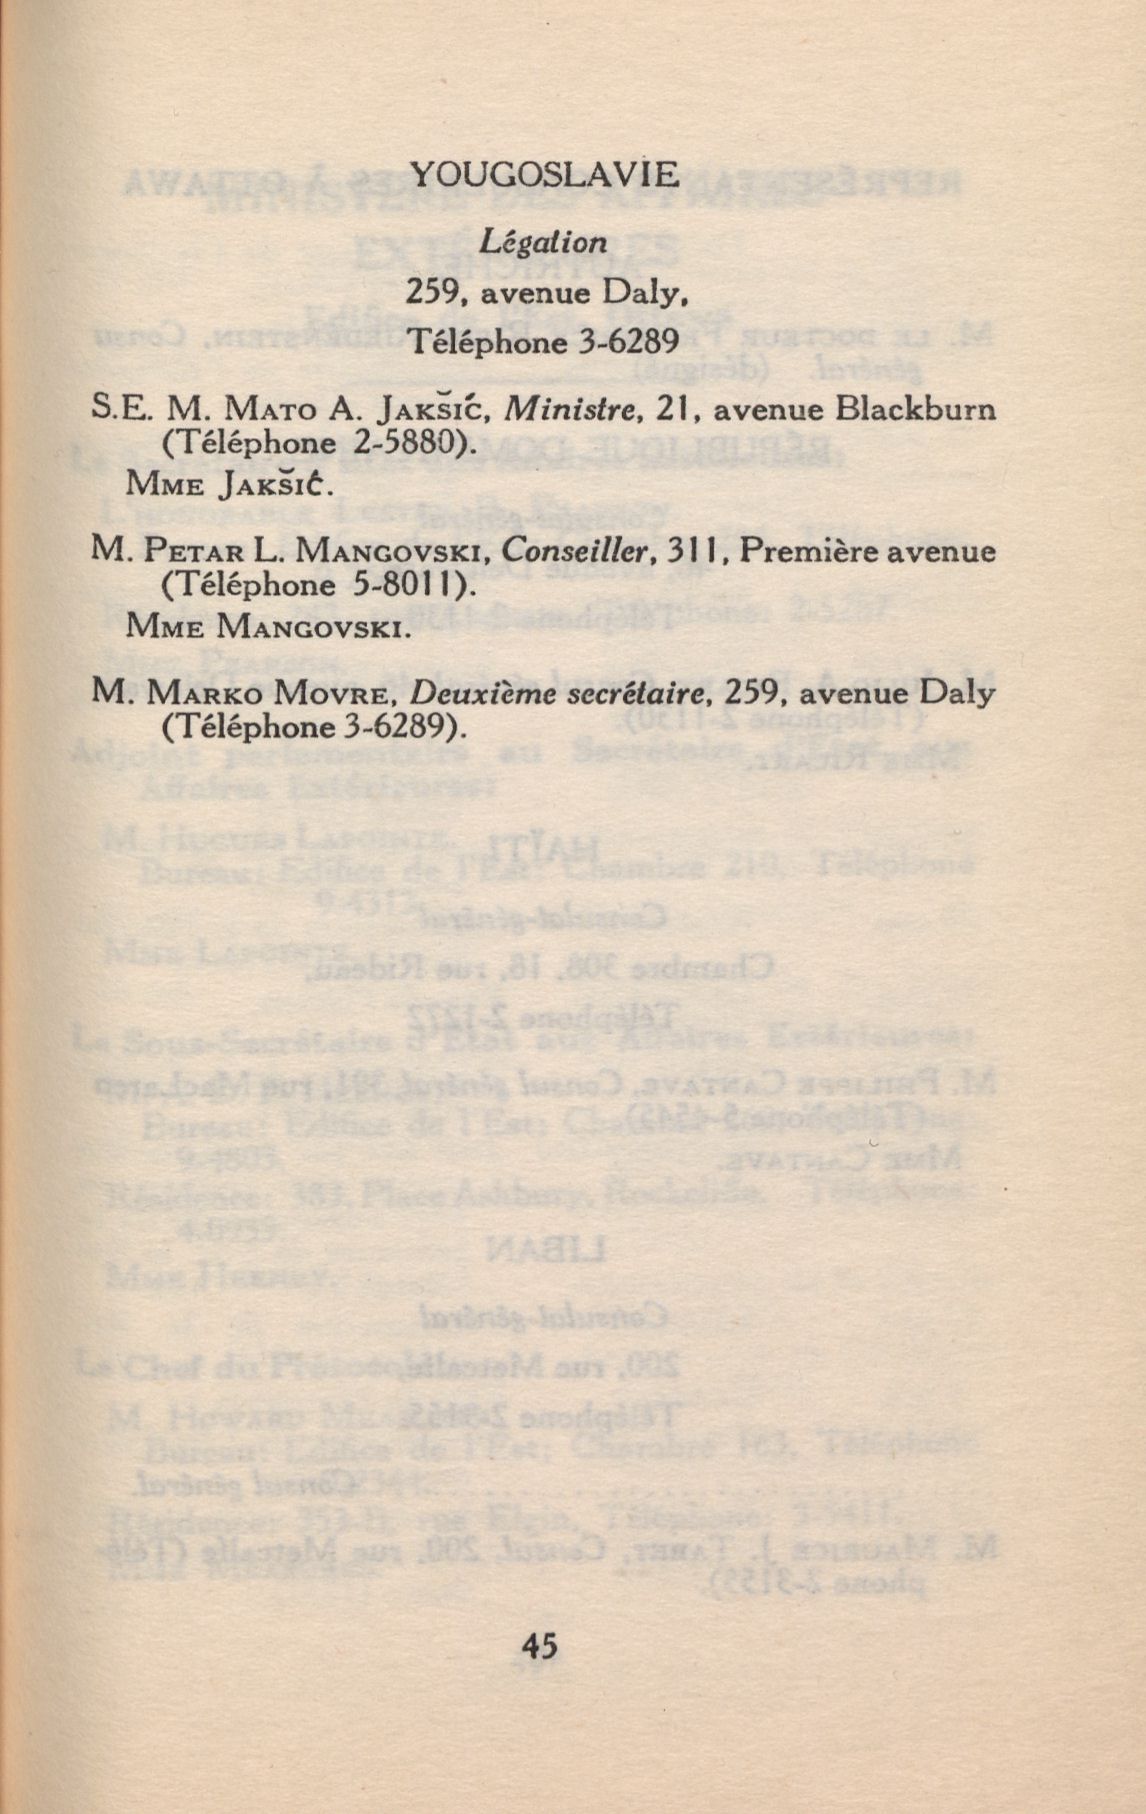 YOUGOSLAVIE
Légation
259, avenue Daly,
Téléphone 3-6289
S.E. M. MATO A. JAKŠIĆ, Ministre, 21, avenue Blackburn
(Téléphone 2-5880).
MME JAKŠIĆ.
M. PETAR L. MANGOVSKI, Conseiller, 311, Première avenue
(Téléphone 5-8011).
MME MANGOVSKI.
M. MARKO MOVRE, Deuxième secrétaire, 259, avenue Daly
(Téléphone 3-6289).
45